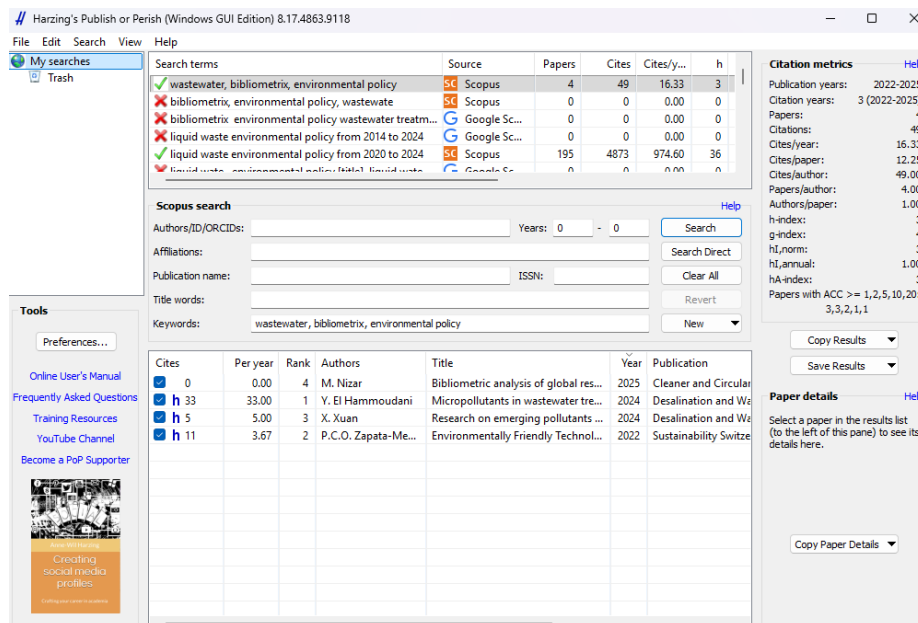 Harzing's Publish or Perish (Windows GUI Edition) 8.17.4863.9118
File Edit Search View Help
My searches
Trash
Search terms Source Papers Cites Cites/y... h
wastewater, bibliometrix, environmental policy SC Scopus 4 49 16.33 3
bibliometrix, environmental policy, wastewate SC Scopus 0 0 0.00 0
bibliometrix environmental policy wastewater treatm... Google Sc... 0 0 0.00 0
liquid waste environmental policy from 2014 to 2024 Google Sc... 0 0 0.00 0
liquid waste environmental policy from 2020 to 2024 SC Scopus 195 4873 974.60 36
Scopus search Help
Authors/ID/ORCIDs: Years: 0 - 0 Search
Affiliations: Search Direct
Publication name: ISSN: Clear All
Title words: Revert
Keywords: wastewater, bibliometrix, environmental policy New
Cites Per year Rank Authors Title Year Publication
0 0.00 4 M. Nizar Bibliometric analysis of global res... 2025 Cleaner and Circular
h 33 33.00 1 Y. El Hammoudani Micropollutants in wastewater tre... 2024 Desalination and Wa
h 5 5.00 3 X. Xuan Research on emerging pollutants ... 2024 Desalination and Wa
h 11 3.67 2 P.C.O. Zapata-Me... Environmentally Friendly Technol... 2022 Sustainability Switze
Tools
Preferences...
Online User's Manual
Frequently Asked Questions
Training Resources
YouTube Channel
Become a PoP Supporter
Creating
social media
profiles
Citation metrics Hel
Publication years: 2022-2025
Citation years: 3 (2022-2025
Papers:
Citations: 49
Cites/year: 16.33
Cites/paper: 12.25
Cites/author: 49.00
Papers/author: 4.00
Authors/paper: 1.00
h-index:
g-index:
hI,norm:
hI,annual: 1.00
hA-index:
Papers with ACC >= 1,2,5,10,20:
3,3,2,1,1
Copy Results
Save Results
Paper details Hel
Select a paper in the results list
(to the left of this pane) to see its
details here.
Copy Paper Details